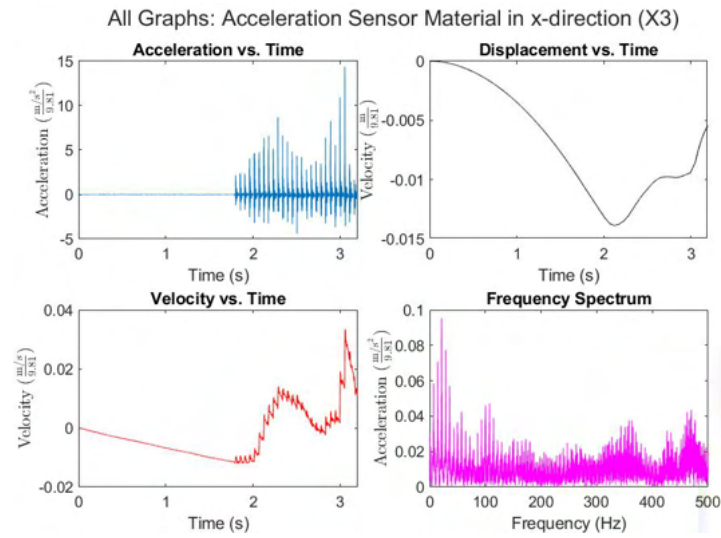 All Graphs: Acceleration Sensor Material in x-direction (X3)
Acceleration vs. Time
Acceleration (m/s²/9.81)
15
10
5
0
-5
0 1 2 3
Time (s)
Displacement vs. Time
Velocity (m/9.81)
0
-0.005
-0.01
-0.015
0 1 2 3
Time (s)
Velocity vs. Time
Velocity (m/s/9.81)
0.04
0.02
0
-0.02
0 1 2 3
Time (s)
Frequency Spectrum
Acceleration (m/s²/9.81)
0.1
0.08
0.06
0.04
0.02
0
0 100 200 300 400 500
Frequency (Hz)